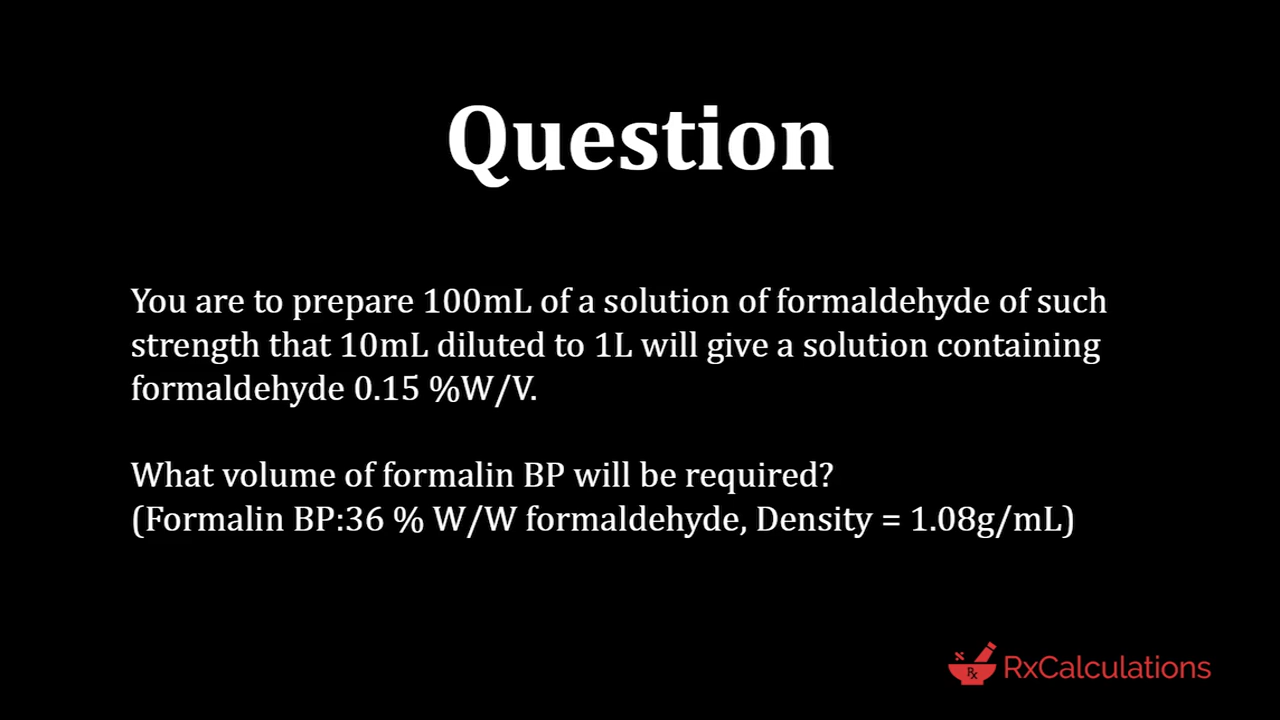 Question
You are to prepare 100mL of a solution of formaldehyde of such
strength that 10mL diluted to 1L will give a solution containing
formaldehyde 0.15 %W/V.
What volume of formalin BP will be required?
(Formalin BP:36 % W/W formaldehyde, Density = 1.08g/mL)
Rx
RxCalculations